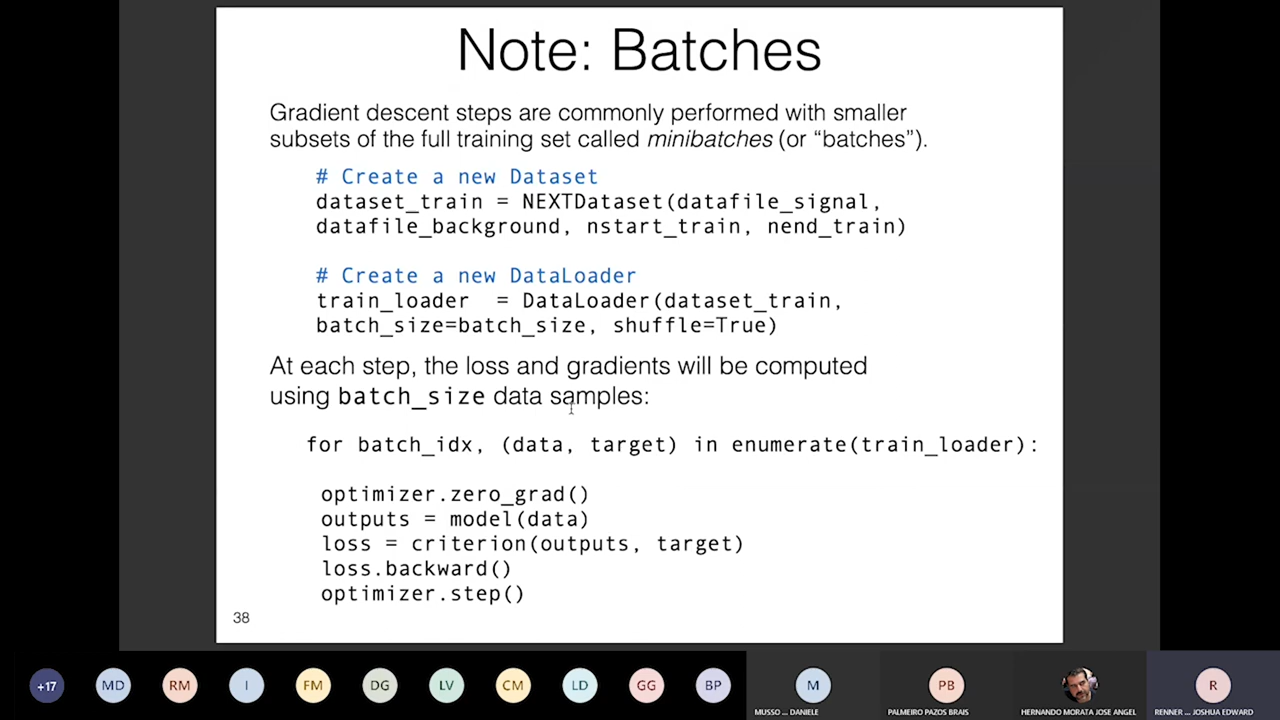 Note: Batches
Gradient descent steps are commonly performed with smaller
subsets of the full training set called minibatches (or “batches”).
# Create a new Dataset
dataset_train = NEXTDataset(datafile_signal,
datafile_background, nstart_train, nend_train)
# Create a new DataLoader
train_loader  = DataLoader(dataset_train,
batch_size=batch_size, shuffle=True)
At each step, the loss and gradients will be computed
using batch_size data samples:
for batch_idx, (data, target) in enumerate(train_loader):
optimizer.zero_grad()
outputs = model(data)
loss = criterion(outputs, target)
loss.backward()
optimizer.step()
38
+17 MD RM I FM DG LV CM LD GG BP M PB R
MUSSO ... DANIELE PALMEIRO PAZOS BRAIS HERNANDO MORATA JOSE ANGEL RENNER ... JOSHUA EDWARD